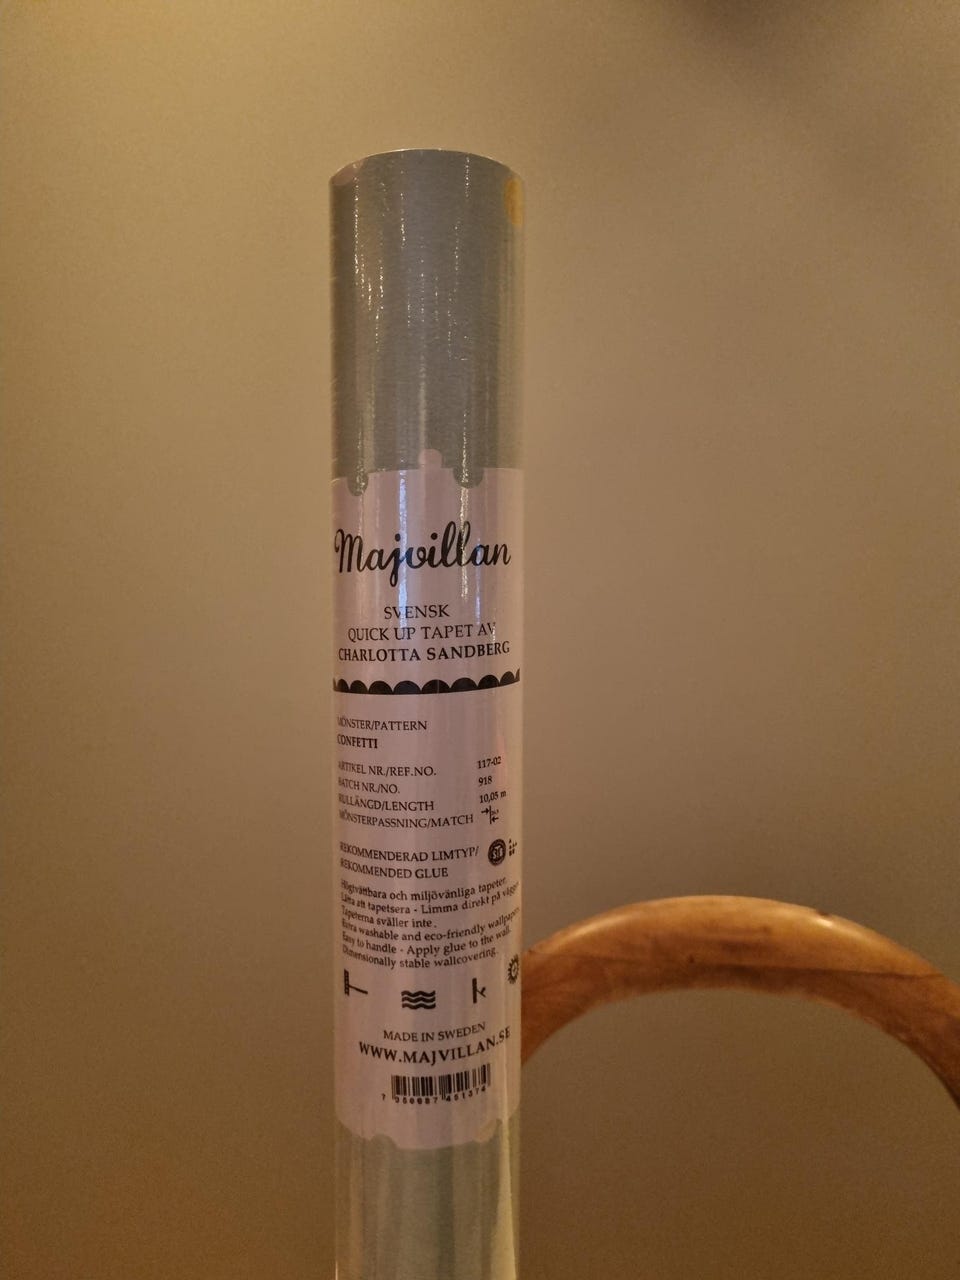 Majvillan
SVENSK
QUICK UP TAPET AV
CHARLOTTA SANDBERG
MÖNSTER/PATTERN
CONFETTI
ARTIKEL NR./REF.NO. 117-02
BATCH NR./NO. 918
RULLÄNGD/LENGTH 10,05 m
MÖNSTERPASSNING/MATCH
REKOMMENDERAD LIMTYP/
RECOMMENDED GLUE
Högtvättbara och miljövänliga tapeter.
Lätta att tapetsera - Limma direkt på väggen
Tapeterna sväller inte.
Extra washable and eco-friendly wallpapers
Easy to handle - Apply glue to the wall.
Dimensionally stable wallcovering.
MADE IN SWEDEN
WWW.MAJVILLAN.SE